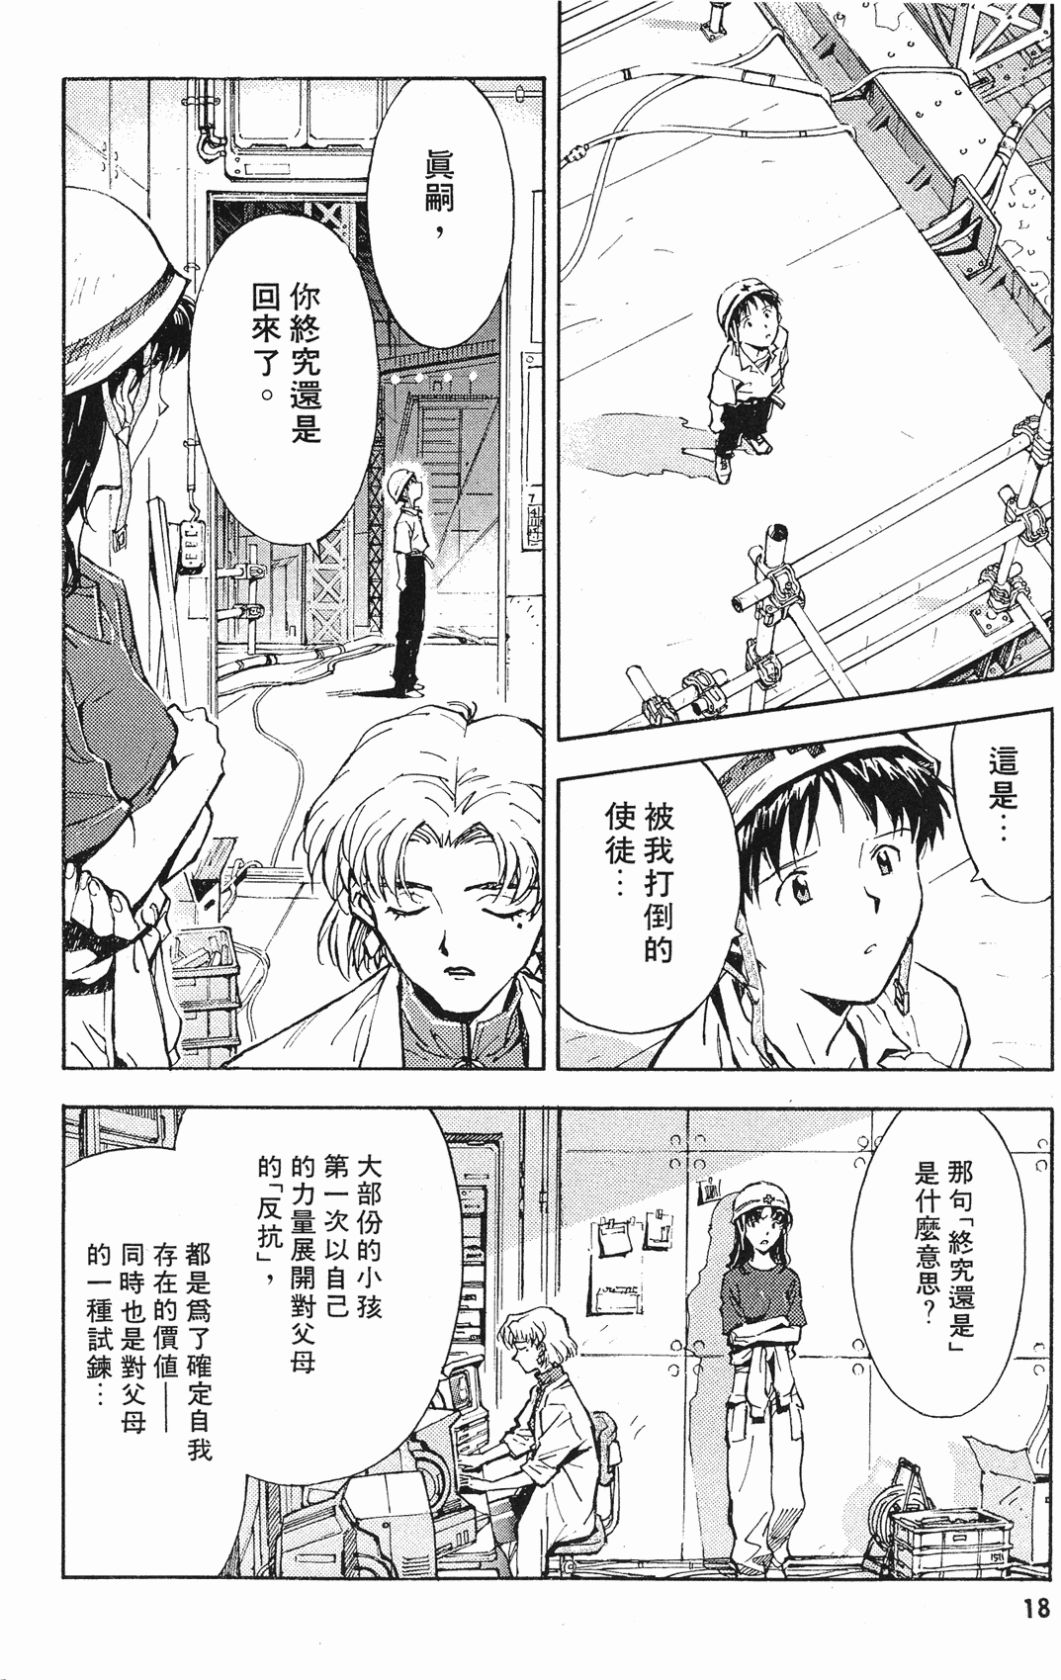 這是…
被我打倒的
使徒…
眞嗣，
你終究還是
回來了。
那句「終究還是」
是什麼意思？
大部份的小孩
第一次以自己
的力量展開對父母
的「反抗」，
都是爲了確定自我
存在的價值——
同時也是對父母
的一種試鍊…
18